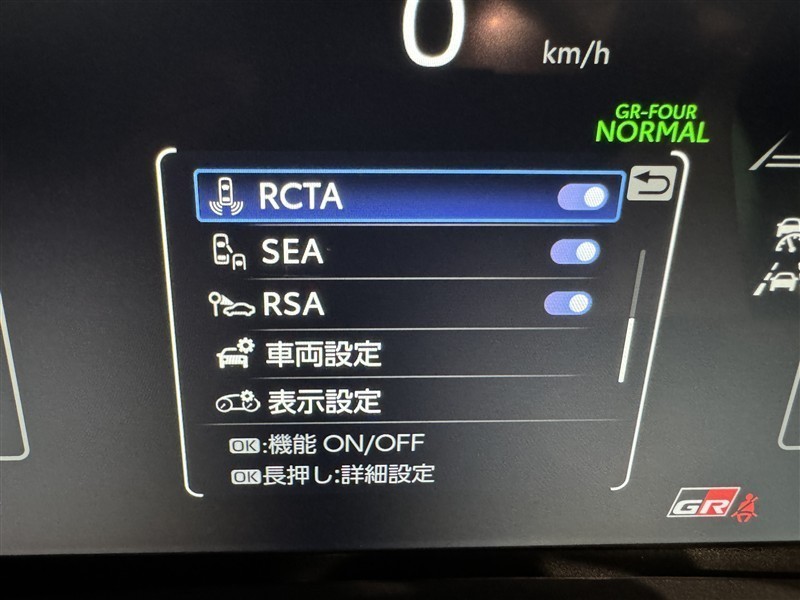 0
km/h
GR-FOUR
NORMAL
RCTA
SEA
RSA
車両設定
表示設定
OK:機能 ON/OFF
OK長押し:詳細設定
GR